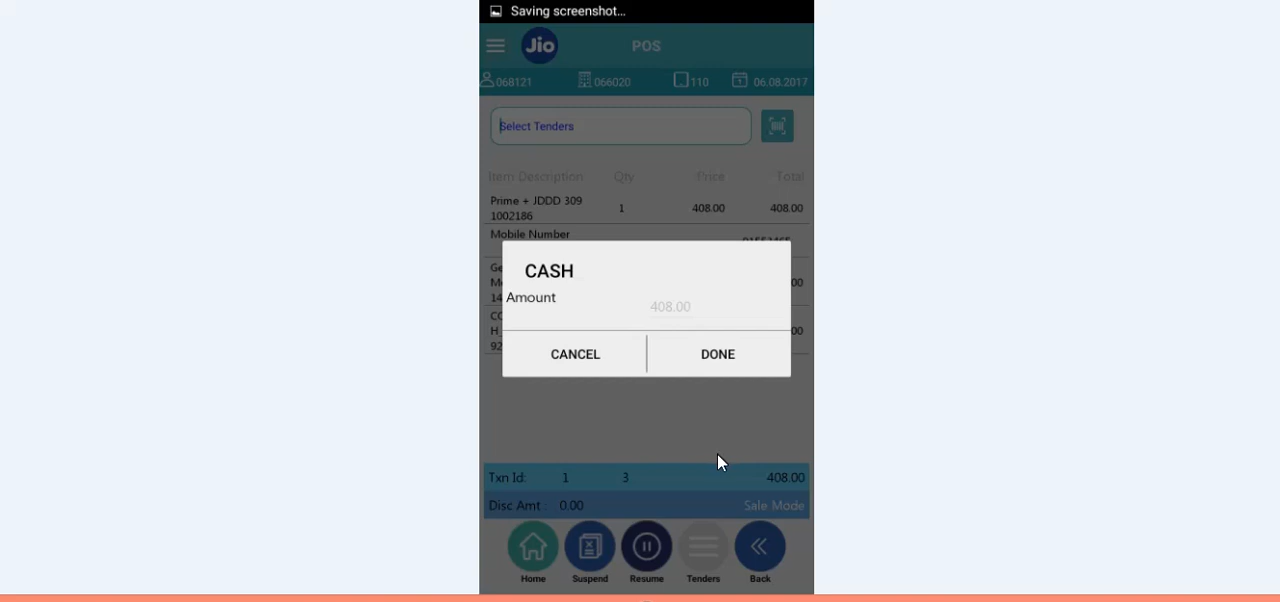 Saving screenshot...
Jio POS
068121 066020 110 06.08.2017
Select Tenders
Item Description Qty Price Total
Prime + JDDD 309 1 408.00 408.00
1002186
Mobile Number
CASH
Amount 408.00
CANCEL DONE
Txn Id: 1 3 408.00
Disc Amt : 0.00 Sale Mode
Home Suspend Resume Tenders Back